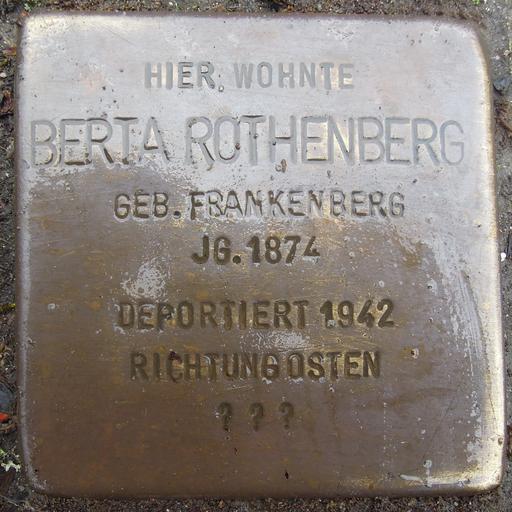 HIER WOHNTE
BERTA ROTHENBERG
GEB. FRANKENBERG
JG. 1874
DEPORTIERT 1942
RICHTUNG OSTEN
? ? ?